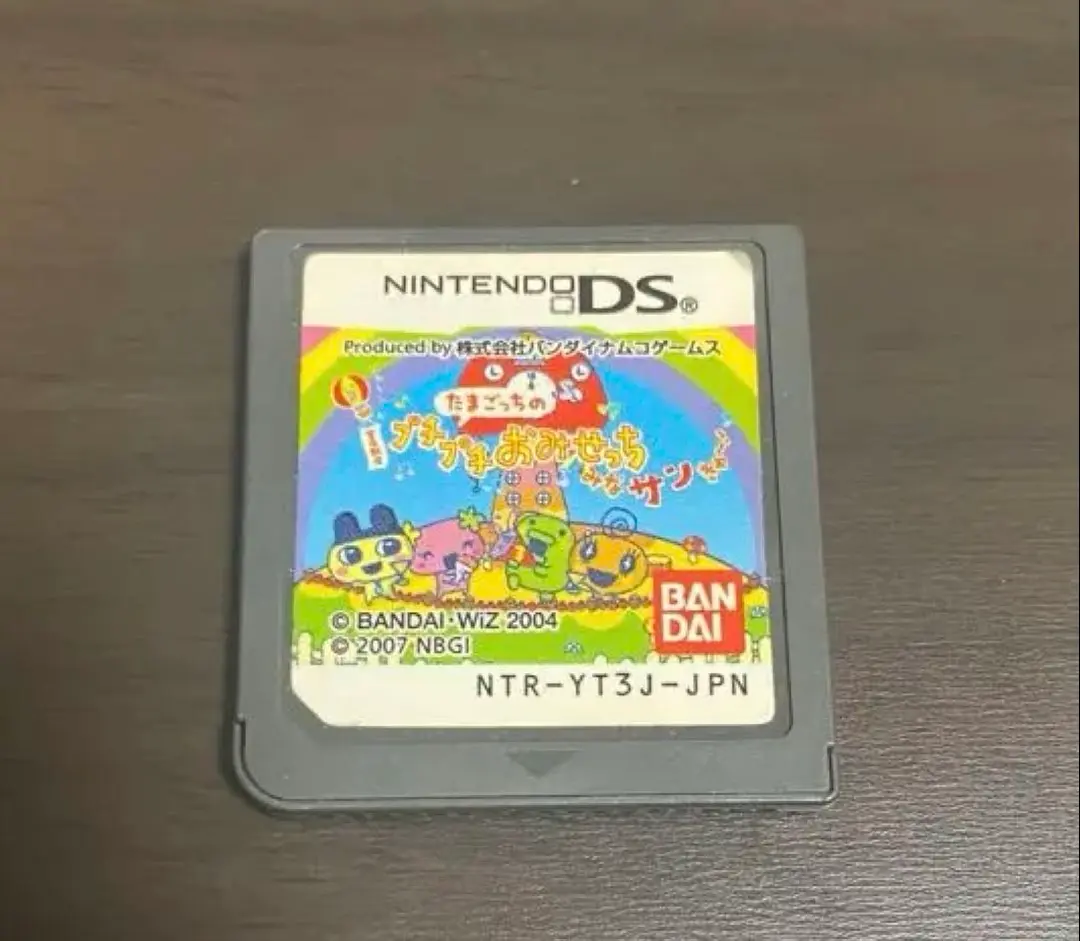 NINTENDO DS®
Produced by 株式会社バンダイナムコゲームス
たまごっちの
プチプチおみせっち
みなサンきゅ〜
© BANDAI・WiZ 2004
© 2007 NBGI
BAN
DAI
NTR-YT3J-JPN